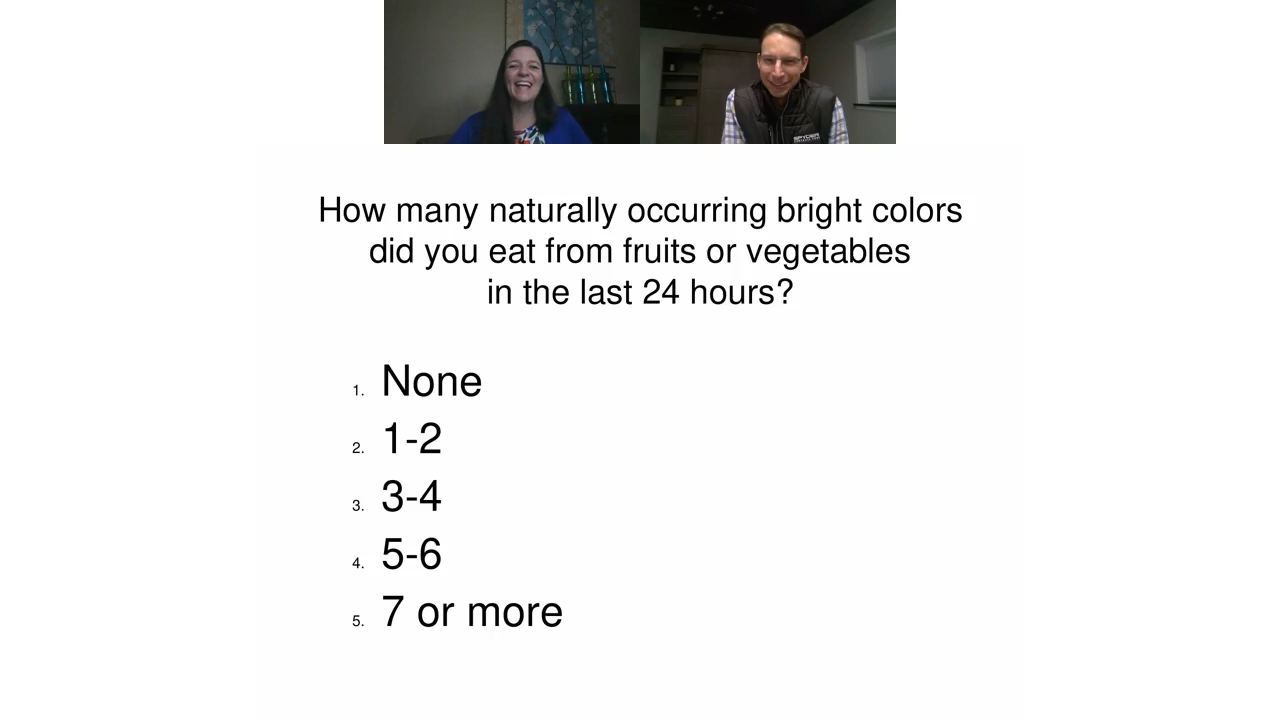 SPYDER
How many naturally occurring bright colors
did you eat from fruits or vegetables
in the last 24 hours?
1. None
2. 1-2
3. 3-4
4. 5-6
5. 7 or more